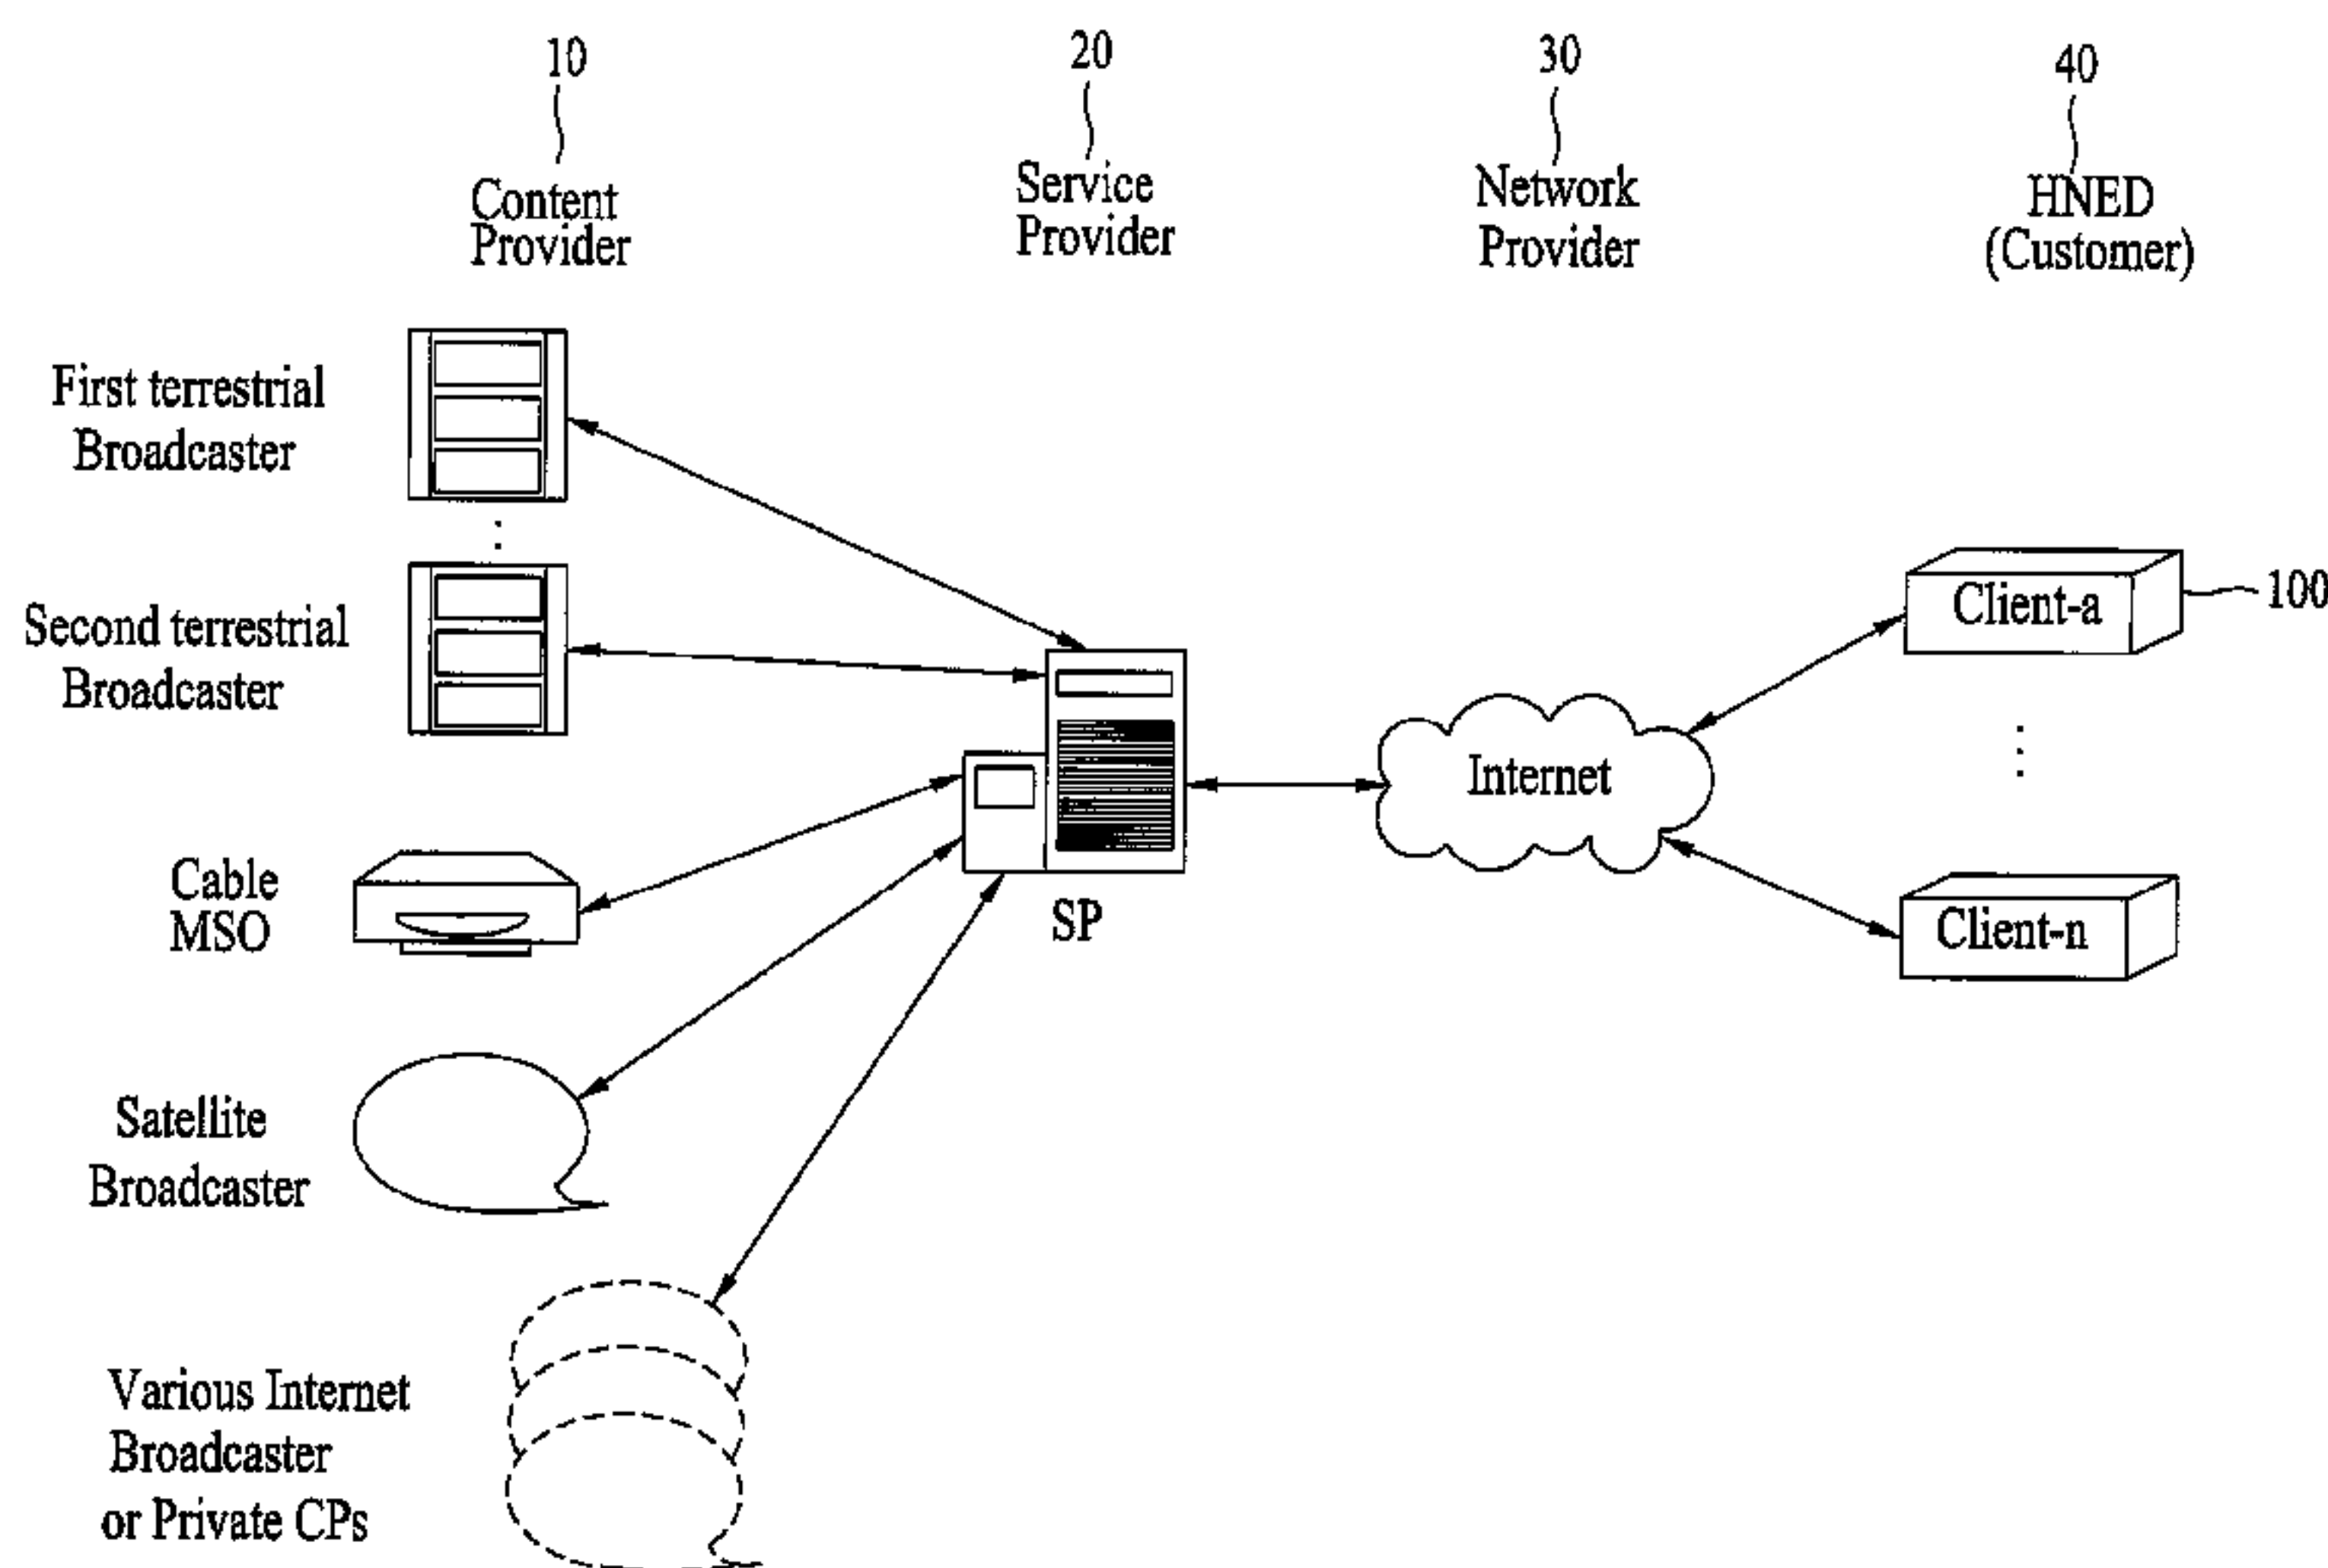 10
20
30
40
Content
Provider
Service
Provider
Network
Provider
HNED
(Customer)
First terrestrial
Broadcaster
Second terrestrial
Broadcaster
Client-a
100
Internet
Cable
MSO
SP
Client-n
Satellite
Broadcaster
Various Internet
Broadcaster
or Private CPs